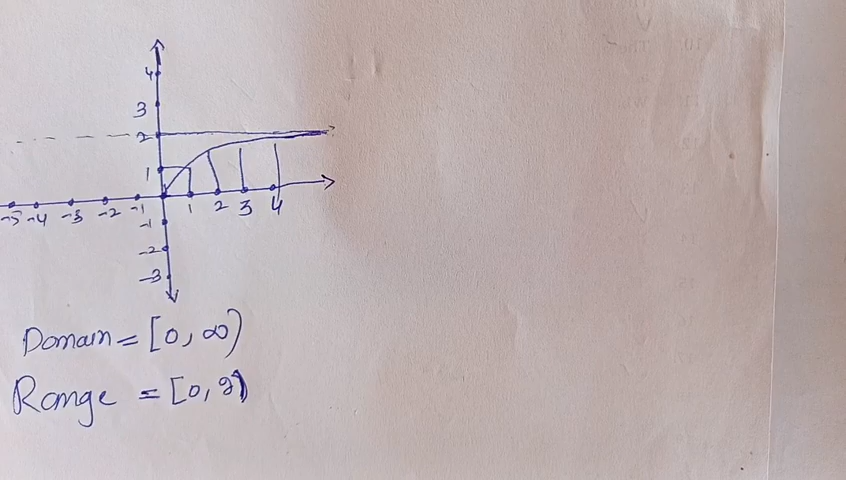 4
3
2
1
-5 -4 -3 -2 -1 1 2 3 4
-1
-2
-3
Domain = [0, ∞)
Range = [0, 2)